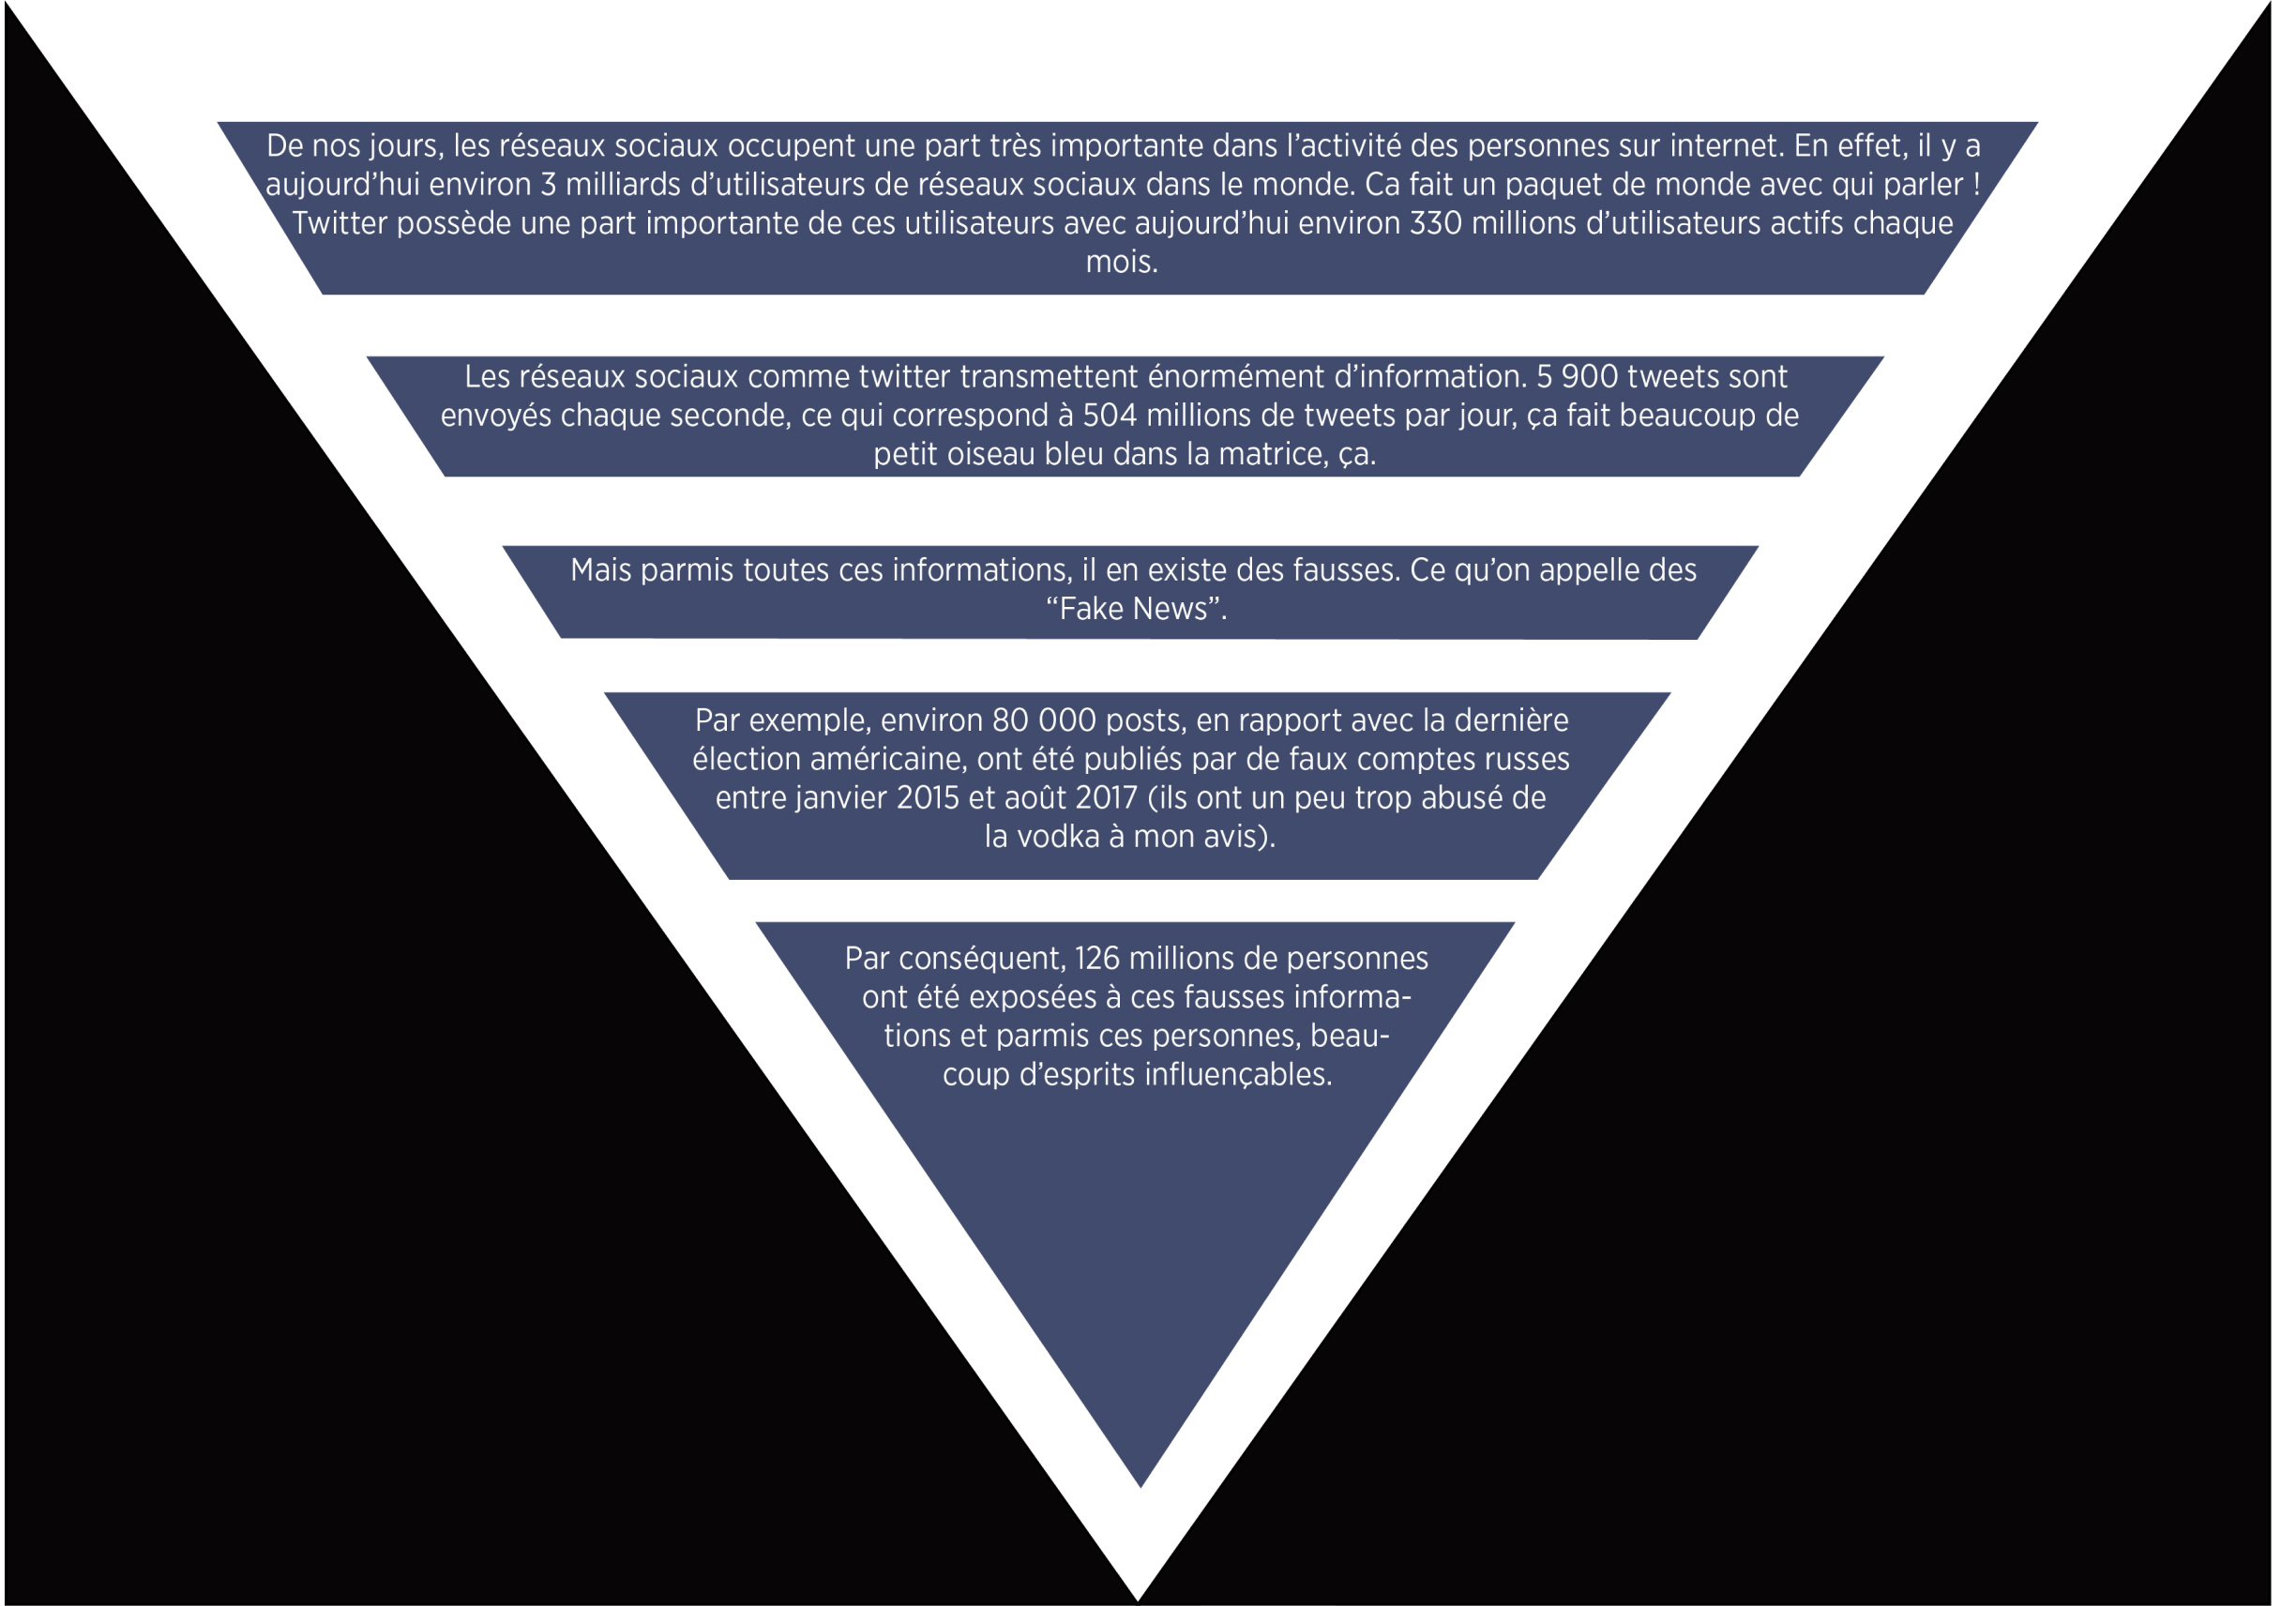 De nos jours, les réseaux sociaux occupent une part très importante dans l’activité des personnes sur internet. En effet, il y a
aujourd’hui environ 3 milliards d’utilisateurs de réseaux sociaux dans le monde. Ca fait un paquet de monde avec qui parler !
Twitter possède une part importante de ces utilisateurs avec aujourd’hui environ 330 millions d’utilisateurs actifs chaque
mois.
Les réseaux sociaux comme twitter transmettent énormément d’information. 5 900 tweets sont
envoyés chaque seconde, ce qui correspond à 504 millions de tweets par jour, ça fait beaucoup de
petit oiseau bleu dans la matrice, ça.
Mais parmis toutes ces informations, il en existe des fausses. Ce qu’on appelle des
“Fake News”.
Par exemple, environ 80 000 posts, en rapport avec la dernière
élection américaine, ont été publiés par de faux comptes russes
entre janvier 2015 et août 2017 (ils ont un peu trop abusé de
la vodka à mon avis).
Par conséquent, 126 millions de personnes
ont été exposées à ces fausses informa-
tions et parmis ces personnes, beau-
coup d’esprits influençables.